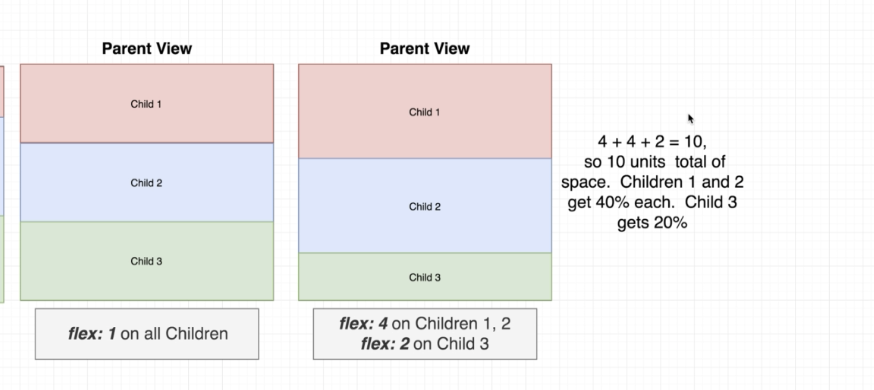 Parent View
Child 1
Child 2
Child 3
flex: 1 on all Children
Parent View
Child 1
Child 2
Child 3
flex: 4 on Children 1, 2
flex: 2 on Child 3
4 + 4 + 2 = 10,
so 10 units total of
space. Children 1 and 2
get 40% each. Child 3
gets 20%